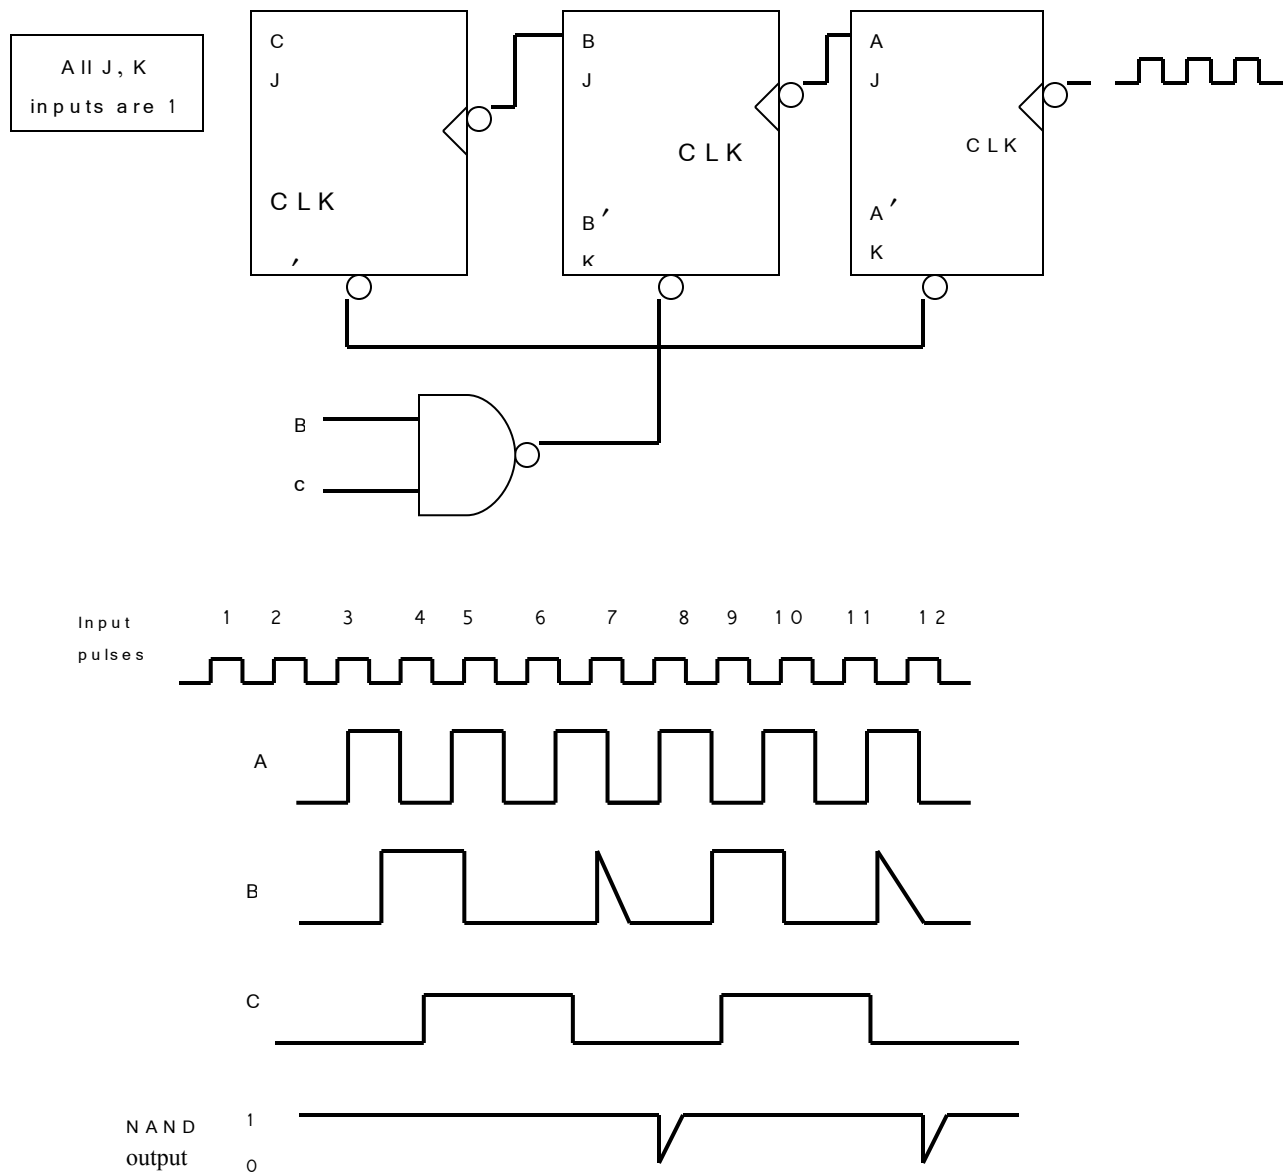 All J, K
inputs are 1
C
J
CLK
′
B
J
CLK
B′
K
A
J
CLK
A′
K
B
C
Input
pulses
1 2 3 4 5 6 7 8 9 10 11 12
A
B
C
NAND
output
1
0